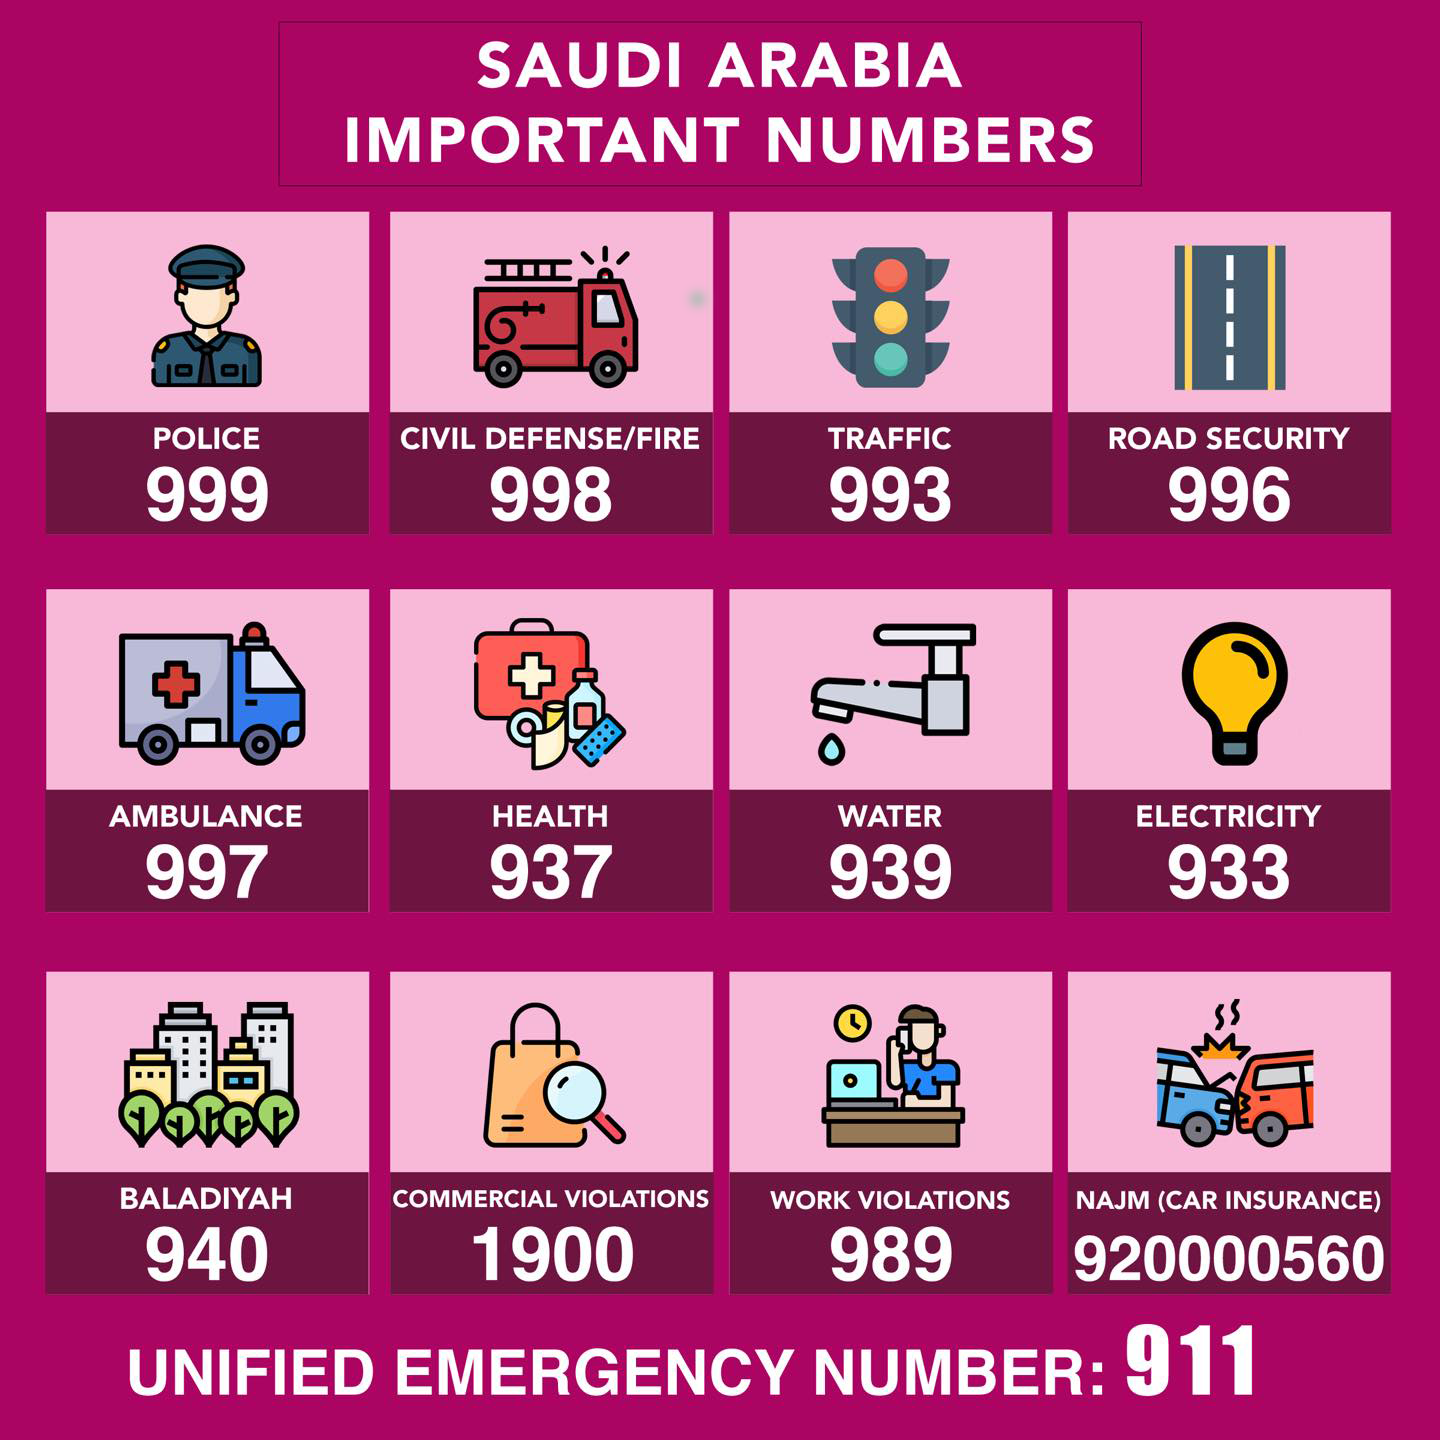 SAUDI ARABIA
IMPORTANT NUMBERS
POLICE
999
CIVIL DEFENSE/FIRE
998
TRAFFIC
993
ROAD SECURITY
996
AMBULANCE
997
HEALTH
937
WATER
939
ELECTRICITY
933
BALADIYAH
940
COMMERCIAL VIOLATIONS
1900
WORK VIOLATIONS
989
NAJM (CAR INSURANCE)
920000560
UNIFIED EMERGENCY NUMBER: 911